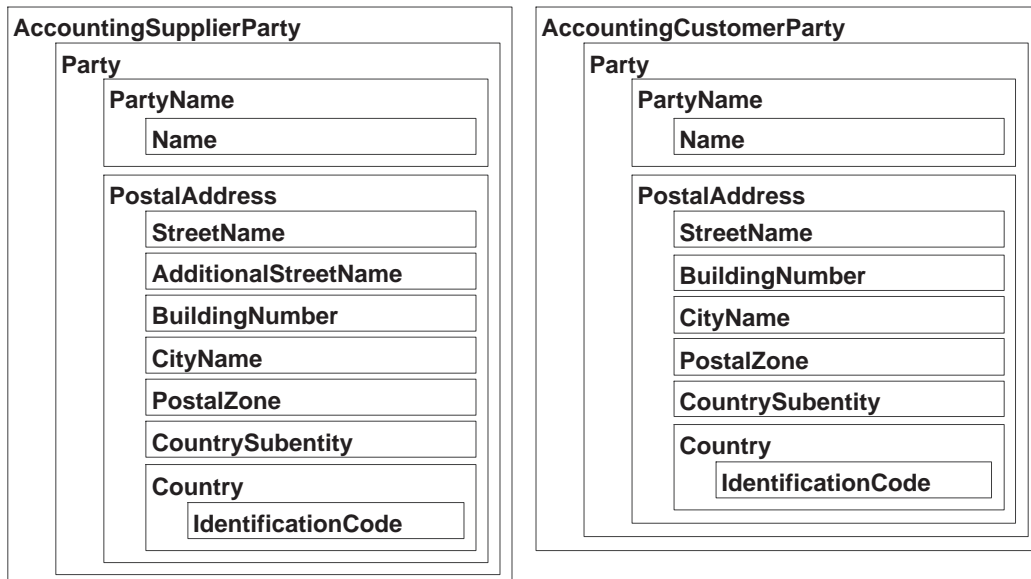 AccountingSupplierParty
Party
PartyName
Name
PostalAddress
StreetName
AdditionalStreetName
BuildingNumber
CityName
PostalZone
CountrySubentity
Country
IdentificationCode
AccountingCustomerParty
Party
PartyName
Name
PostalAddress
StreetName
BuildingNumber
CityName
PostalZone
CountrySubentity
Country
IdentificationCode